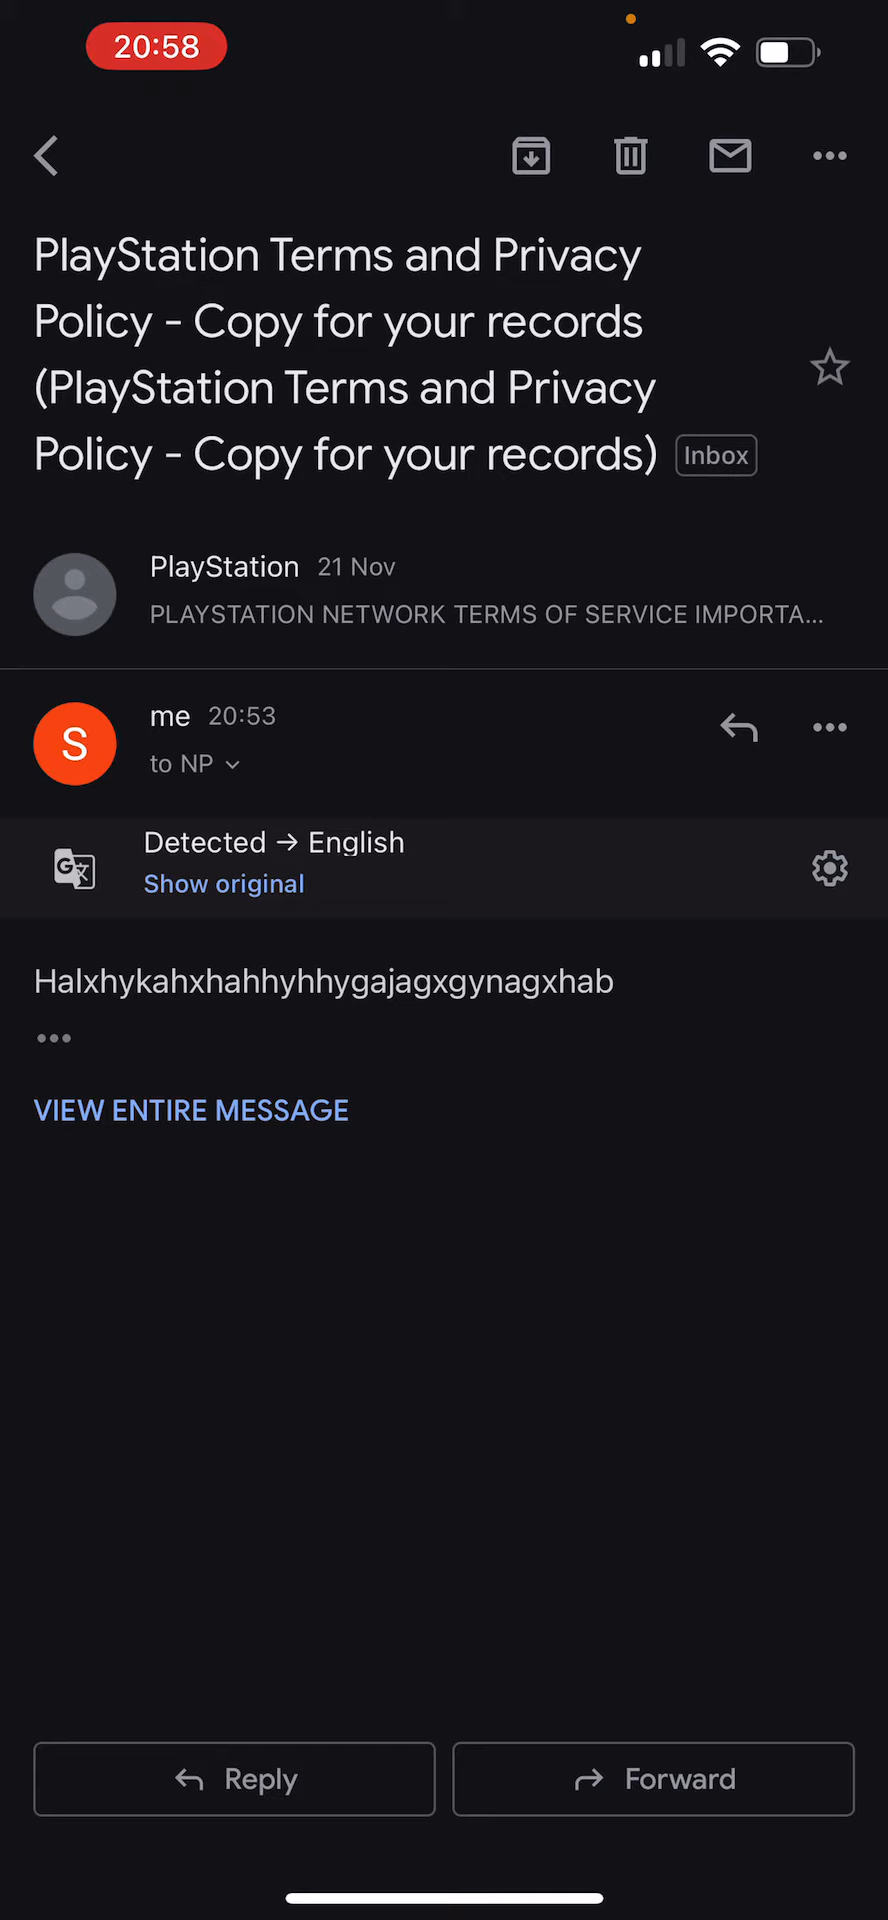 20:58
PlayStation Terms and Privacy
Policy - Copy for your records
(PlayStation Terms and Privacy
Policy - Copy for your records) Inbox
PlayStation 21 Nov
PLAYSTATION NETWORK TERMS OF SERVICE IMPORTA...
S
me 20:53
to NP
Detected → English
Show original
Halxhykahxhahhyhhygajagxgynagxhab
VIEW ENTIRE MESSAGE
Reply
Forward